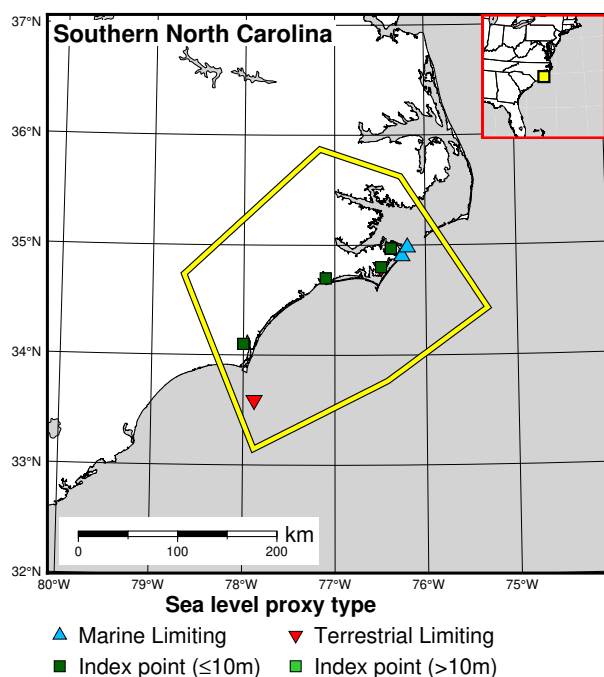 Southern North Carolina
37°N
36°N
35°N
34°N
33°N
32°N
km
0 100 200
80°W 79°W 78°W 77°W 76°W 75°W
Sea level proxy type
Marine Limiting
Terrestrial Limiting
Index point (≤10m)
Index point (>10m)